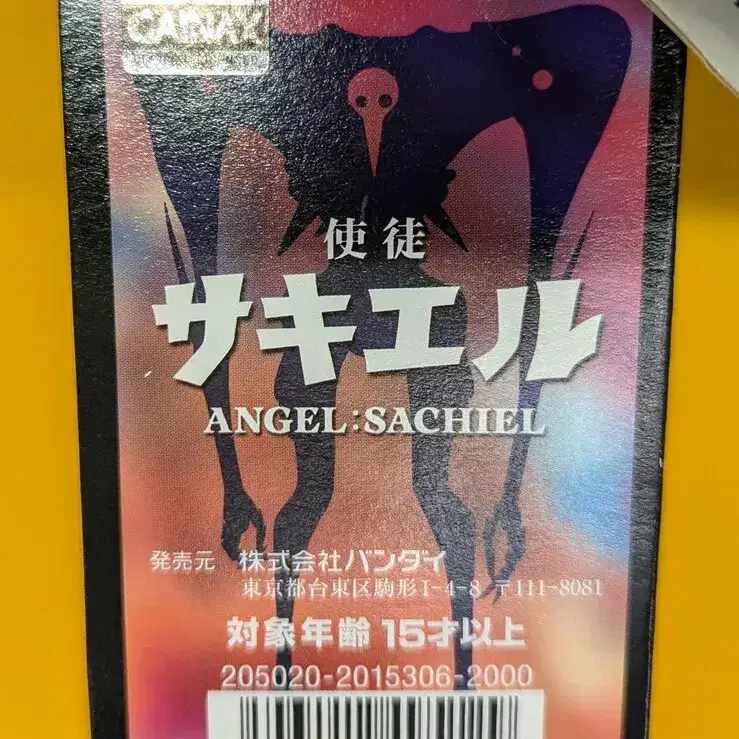 GAINAX
使徒
サキエル
ANGEL:SACHIEL
発売元 株式会社バンダイ
東京都台東区駒形1-4-8 〒111-8081
対象年齢 15才以上
205020-2015306-2000